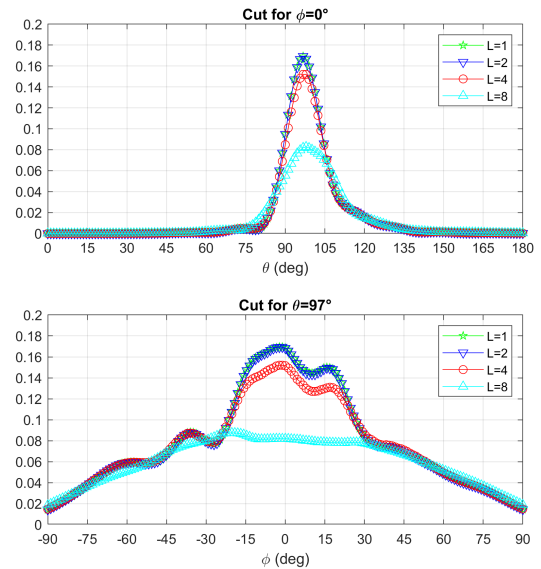 Cut for ϕ=0°
0.2
0.18
0.16
0.14
0.12
0.1
0.08
0.06
0.04
0.02
0
L=1
L=2
L=4
L=8
0 15 30 45 60 75 90 105 120 135 145 165 180
θ (deg)
Cut for θ=97°
0.2
0.18
0.16
0.14
0.12
0.1
0.08
0.06
0.04
0.02
0
L=1
L=2
L=4
L=8
-90 -75 -65 -45 -30 -15 0 15 30 45 60 75 90
ϕ (deg)